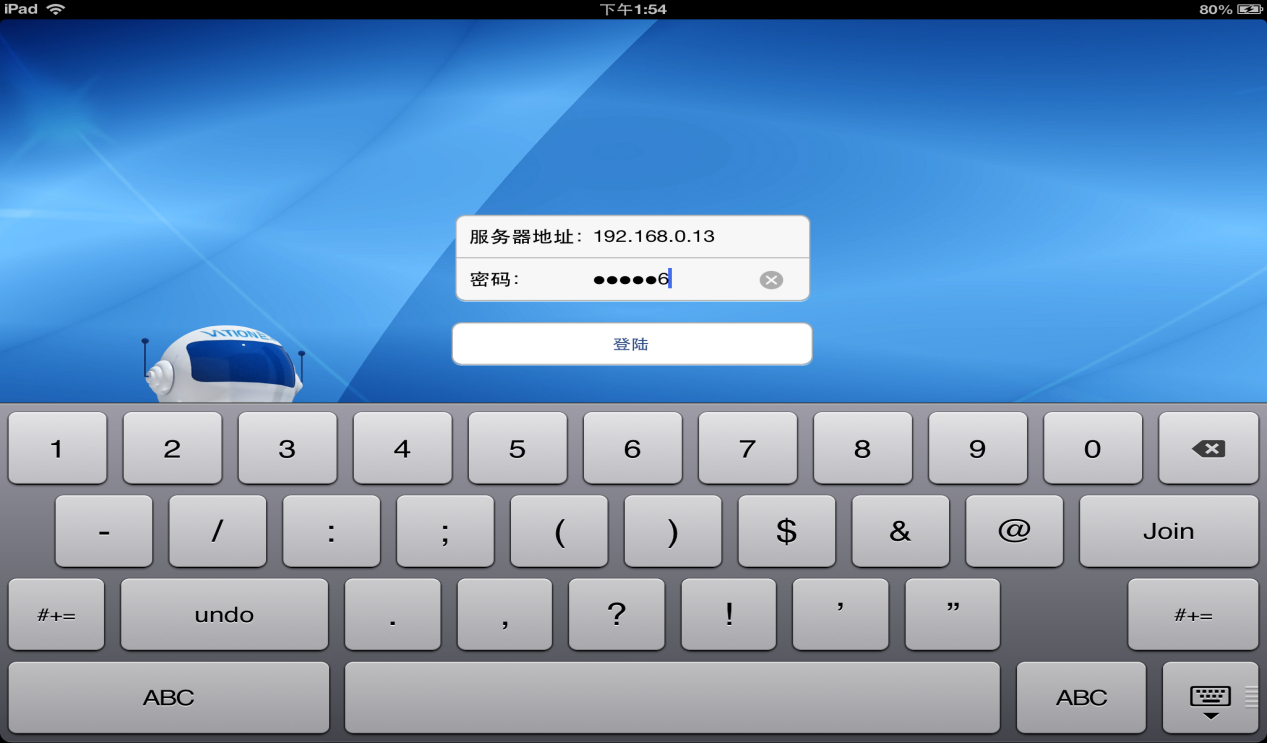 iPad 下午1:54 80%
服务器地址：192.168.0.13
密码： ●●●●●6
登陆
VATIONE
1 2 3 4 5 6 7 8 9 0
- / : ; ( ) $ & @ Join
#+= undo . , ? ! ’ ” #+=
ABC ABC